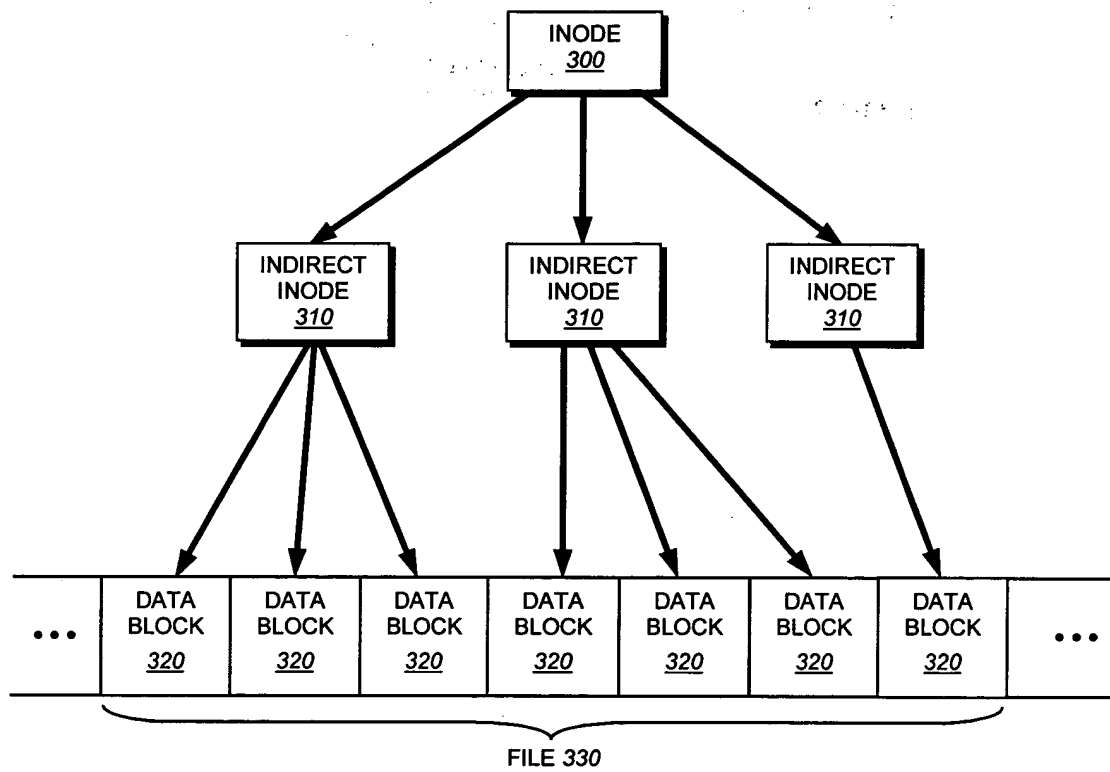 INODE
300
INDIRECT
INODE
310
INDIRECT
INODE
310
INDIRECT
INODE
310
•••
DATA
BLOCK
320
DATA
BLOCK
320
DATA
BLOCK
320
DATA
BLOCK
320
DATA
BLOCK
320
DATA
BLOCK
320
DATA
BLOCK
320
•••
FILE 330